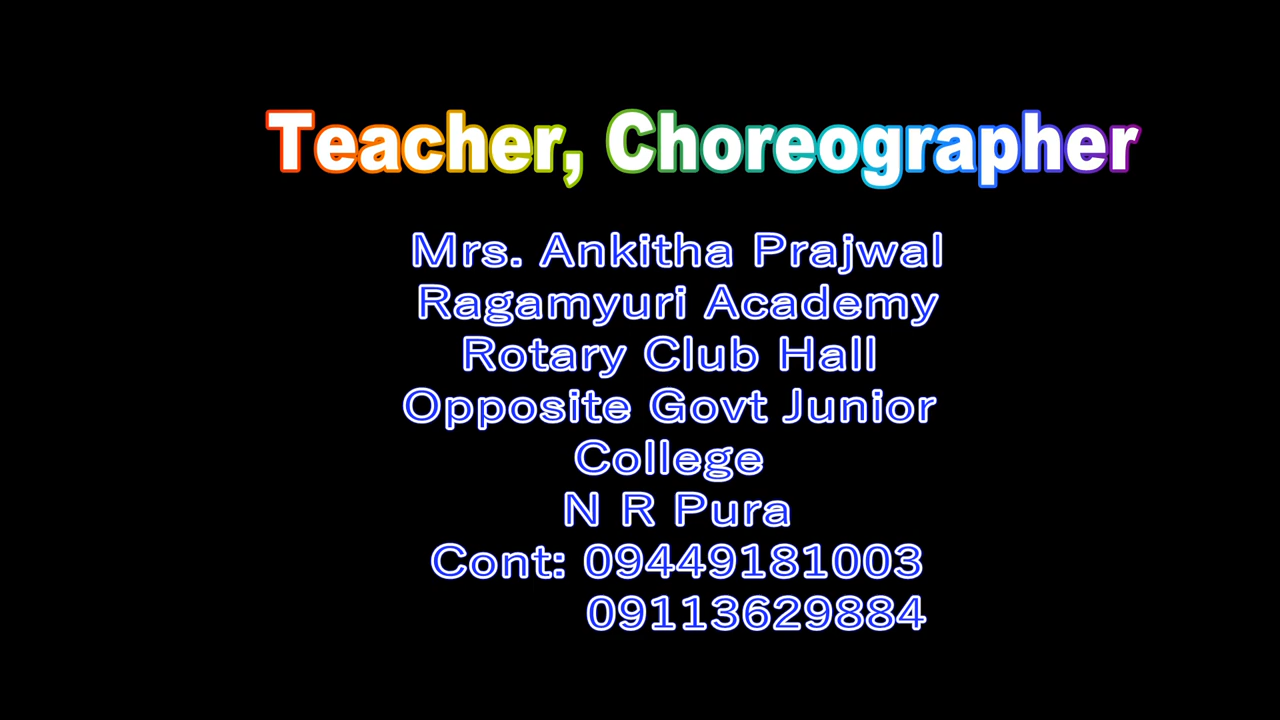 Teacher, Choreographer
Mrs. Ankitha Prajwal
Ragamyuri Academy
Rotary Club Hall
Opposite Govt Junior
College
N R Pura
Cont: 09449181003
09113629884